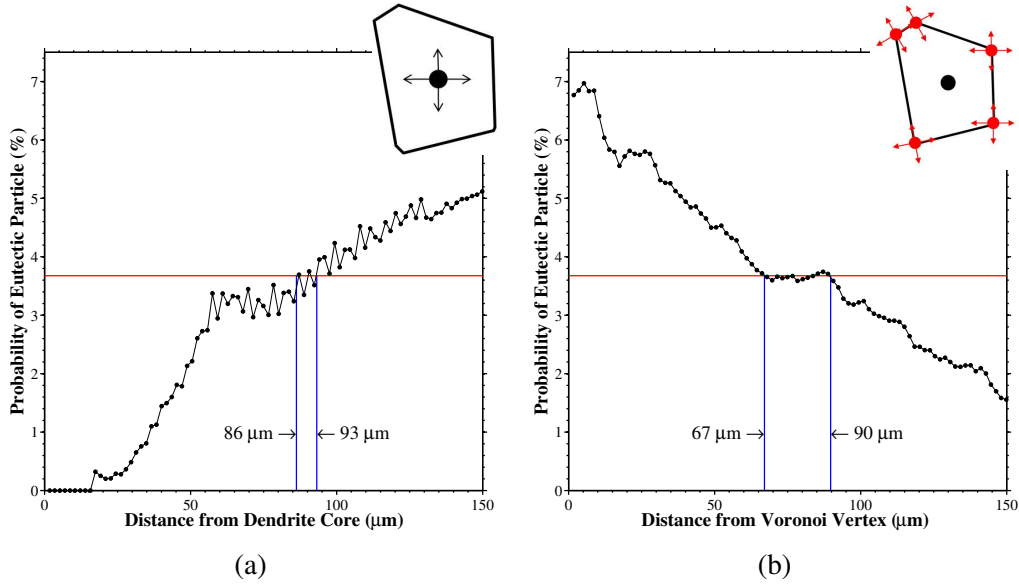 Probability of Eutectic Particle (%)
7
6
5
4
3
2
1
0
86 µm
93 µm
0
50
100
150
Distance from Dendrite Core (µm)
(a)
Probability of Eutectic Particle (%)
7
6
5
4
3
2
1
0
67 µm
90 µm
0
50
100
150
Distance from Voronoi Vertex (µm)
(b)